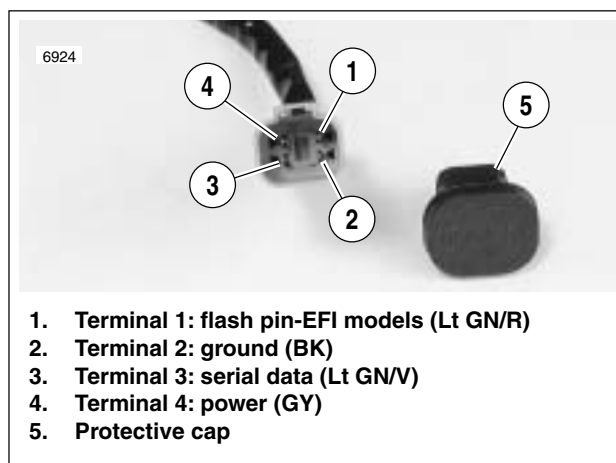 6924
4
1
5
3
2
1. Terminal 1: flash pin-EFI models (Lt GN/R)
2. Terminal 2: ground (BK)
3. Terminal 3: serial data (Lt GN/V)
4. Terminal 4: power (GY)
5. Protective cap